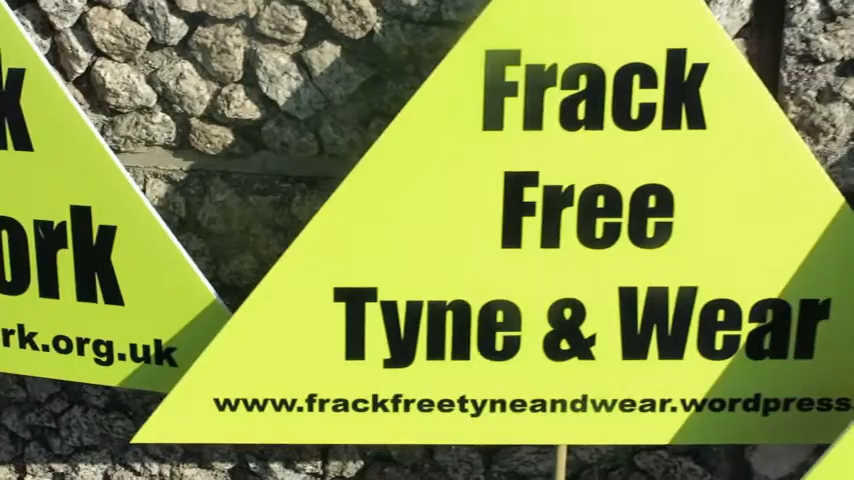 k
ork
rk.org.uk
Frack
Free
Tyne & Wear
www.frackfreetyneandwear.wordpress